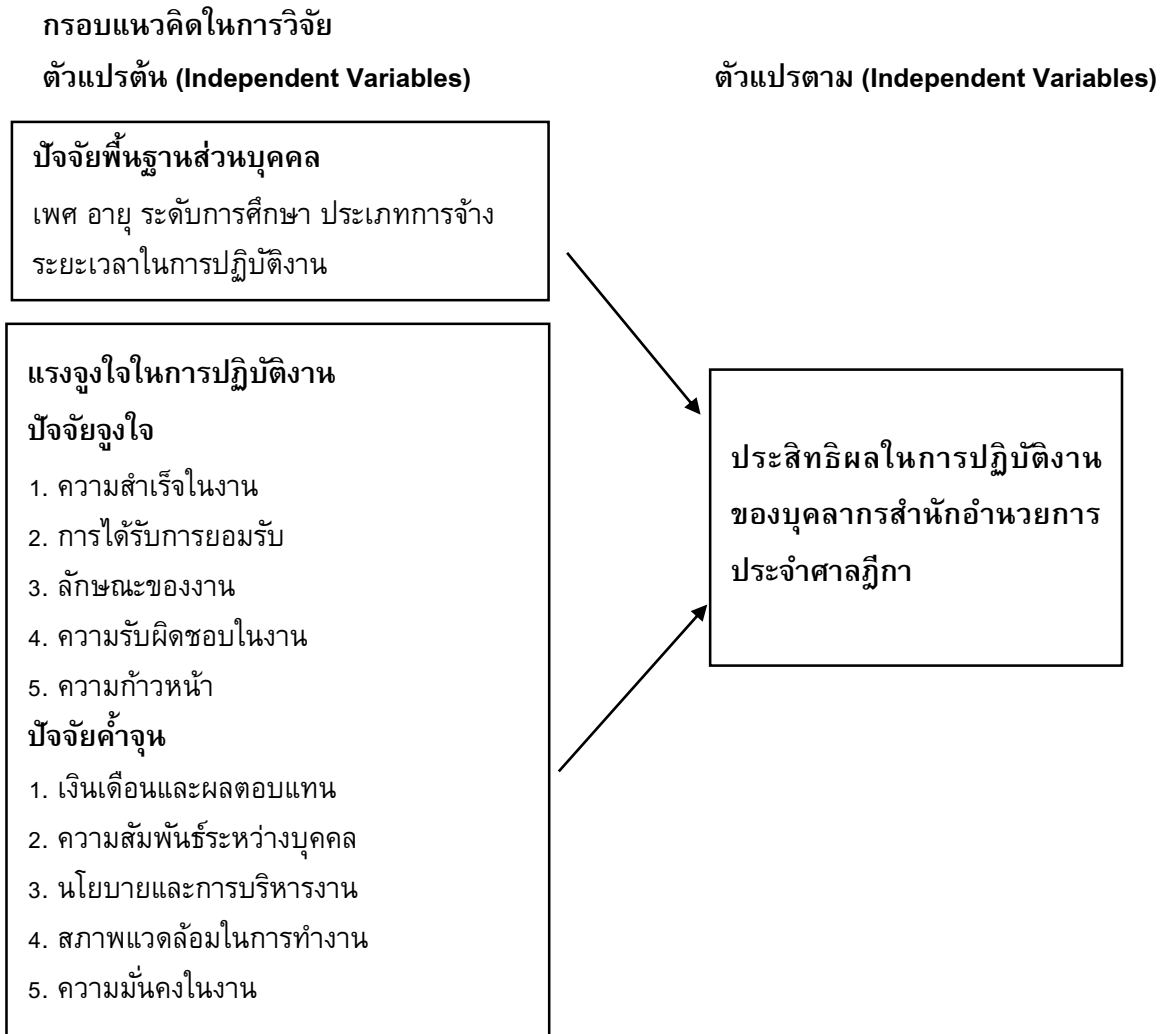 กรอบแนวคิดในการวิจัย
ตัวแปรต้น (Independent Variables)
ตัวแปรตาม (Independent Variables)
ปัจจัยพื้นฐานส่วนบุคคล
เพศ อายุ ระดับการศึกษา ประเภทการจ้าง
ระยะเวลาในการปฏิบัติงาน
แรงจูงใจในการปฏิบัติงาน
ปัจจัยจูงใจ
1. ความสำเร็จในงาน
2. การได้รับการยอมรับ
3. ลักษณะของงาน
4. ความรับผิดชอบในงาน
5. ความก้าวหน้า
ปัจจัยค้ำจุน
1. เงินเดือนและผลตอบแทน
2. ความสัมพันธ์ระหว่างบุคคล
3. นโยบายและการบริหารงาน
4. สภาพแวดล้อมในการทำงาน
5. ความมั่นคงในงาน
ประสิทธิผลในการปฏิบัติงาน
ของบุคลากรสำนักอำนวยการ
ประจำศาลฎีกา